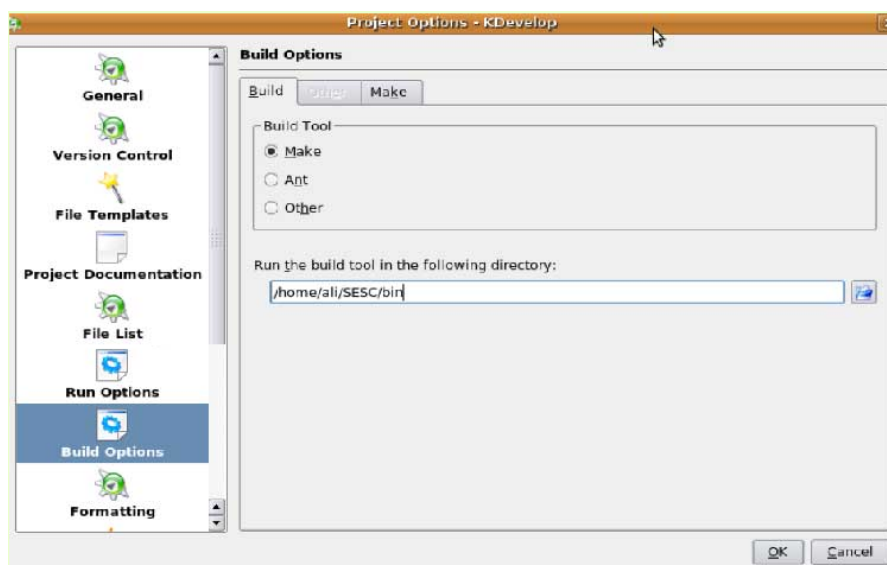 Project Options - KDevelop
General
Version Control
File Templates
Project Documentation
File List
Run Options
Build Options
Formatting
Build Options
Build Other Make
Build Tool
Make
Ant
Other
Run the build tool in the following directory:
/home/ali/SESC/bin
OK Cancel